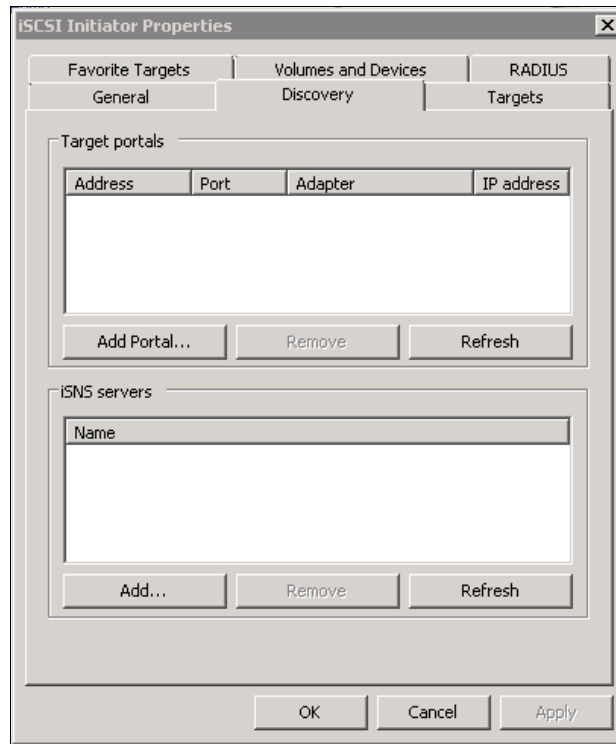 iSCSI Initiator Properties
Favorite Targets Volumes and Devices RADIUS
General Discovery Targets
Target portals
Address Port Adapter IP address
Add Portal... Remove Refresh
iSNS servers
Name
Add... Remove Refresh
OK Cancel Apply